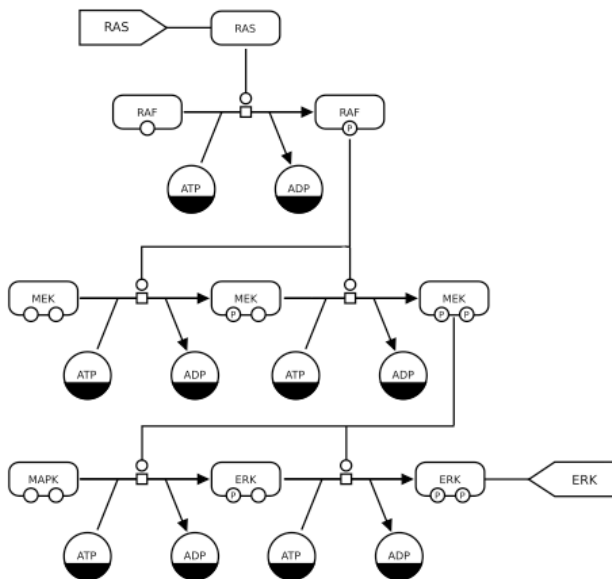 RAS RAS
RAF RAF
P
ATP ADP
MEK MEK MEK
P P P
ATP ADP ATP ADP
MAPK ERK ERK ERK
P P P
ATP ADP ATP ADP